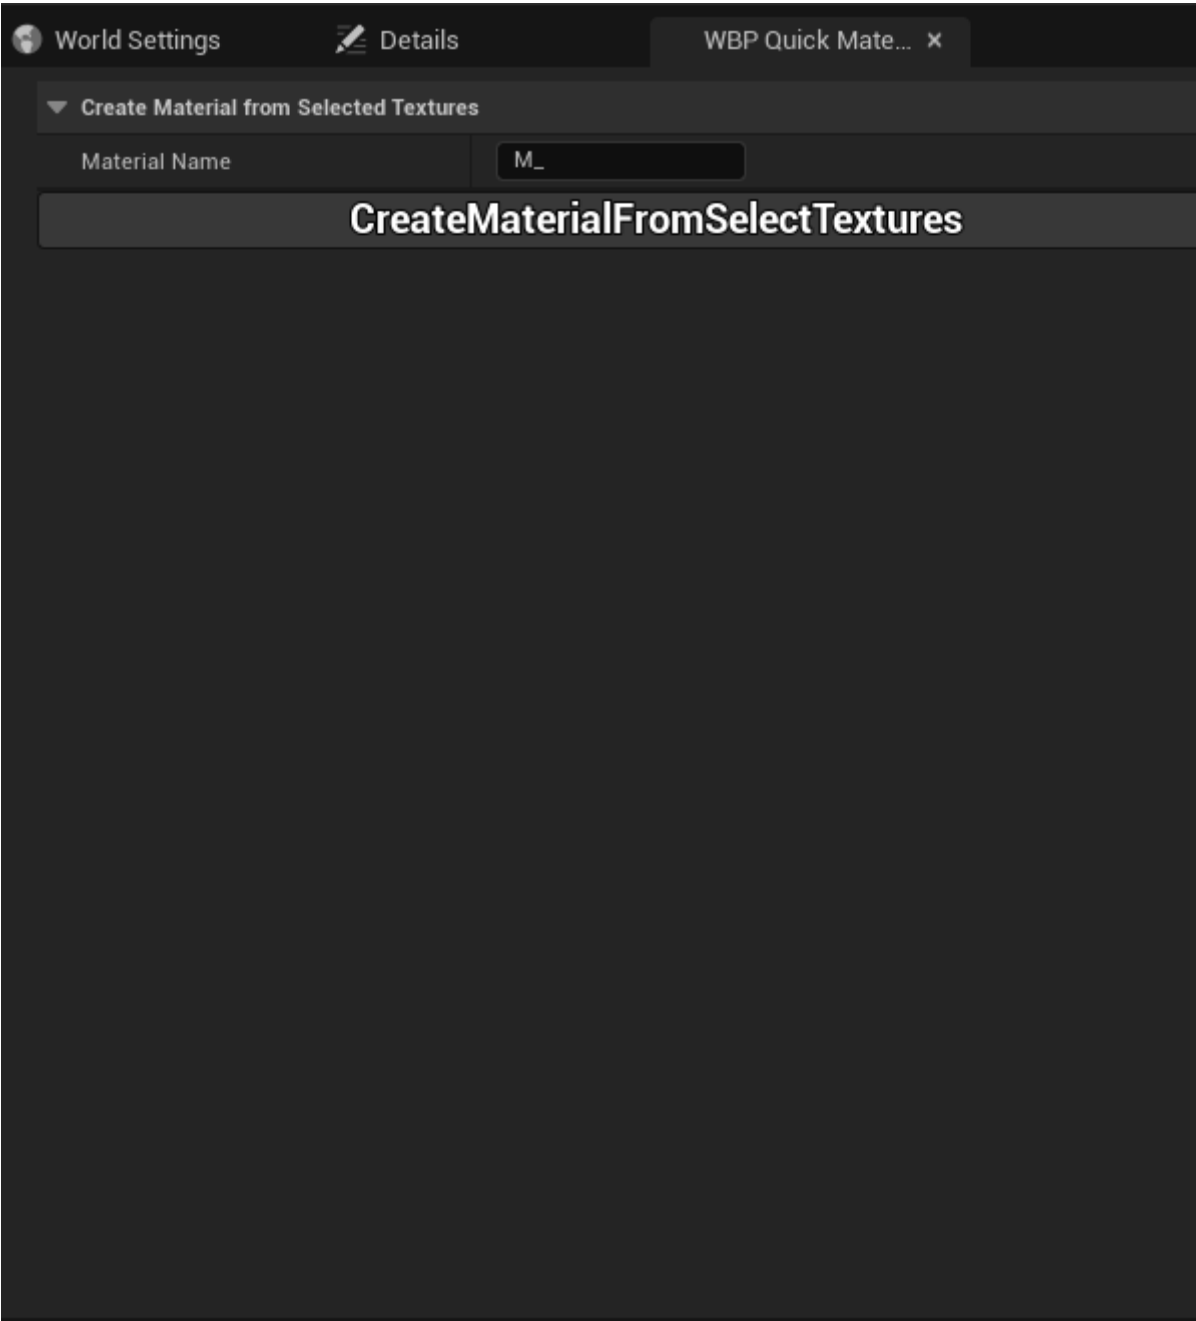 World Settings Details WBP Quick Mate... ×
Create Material from Selected Textures
Material Name M_
CreateMaterialFromSelectTextures